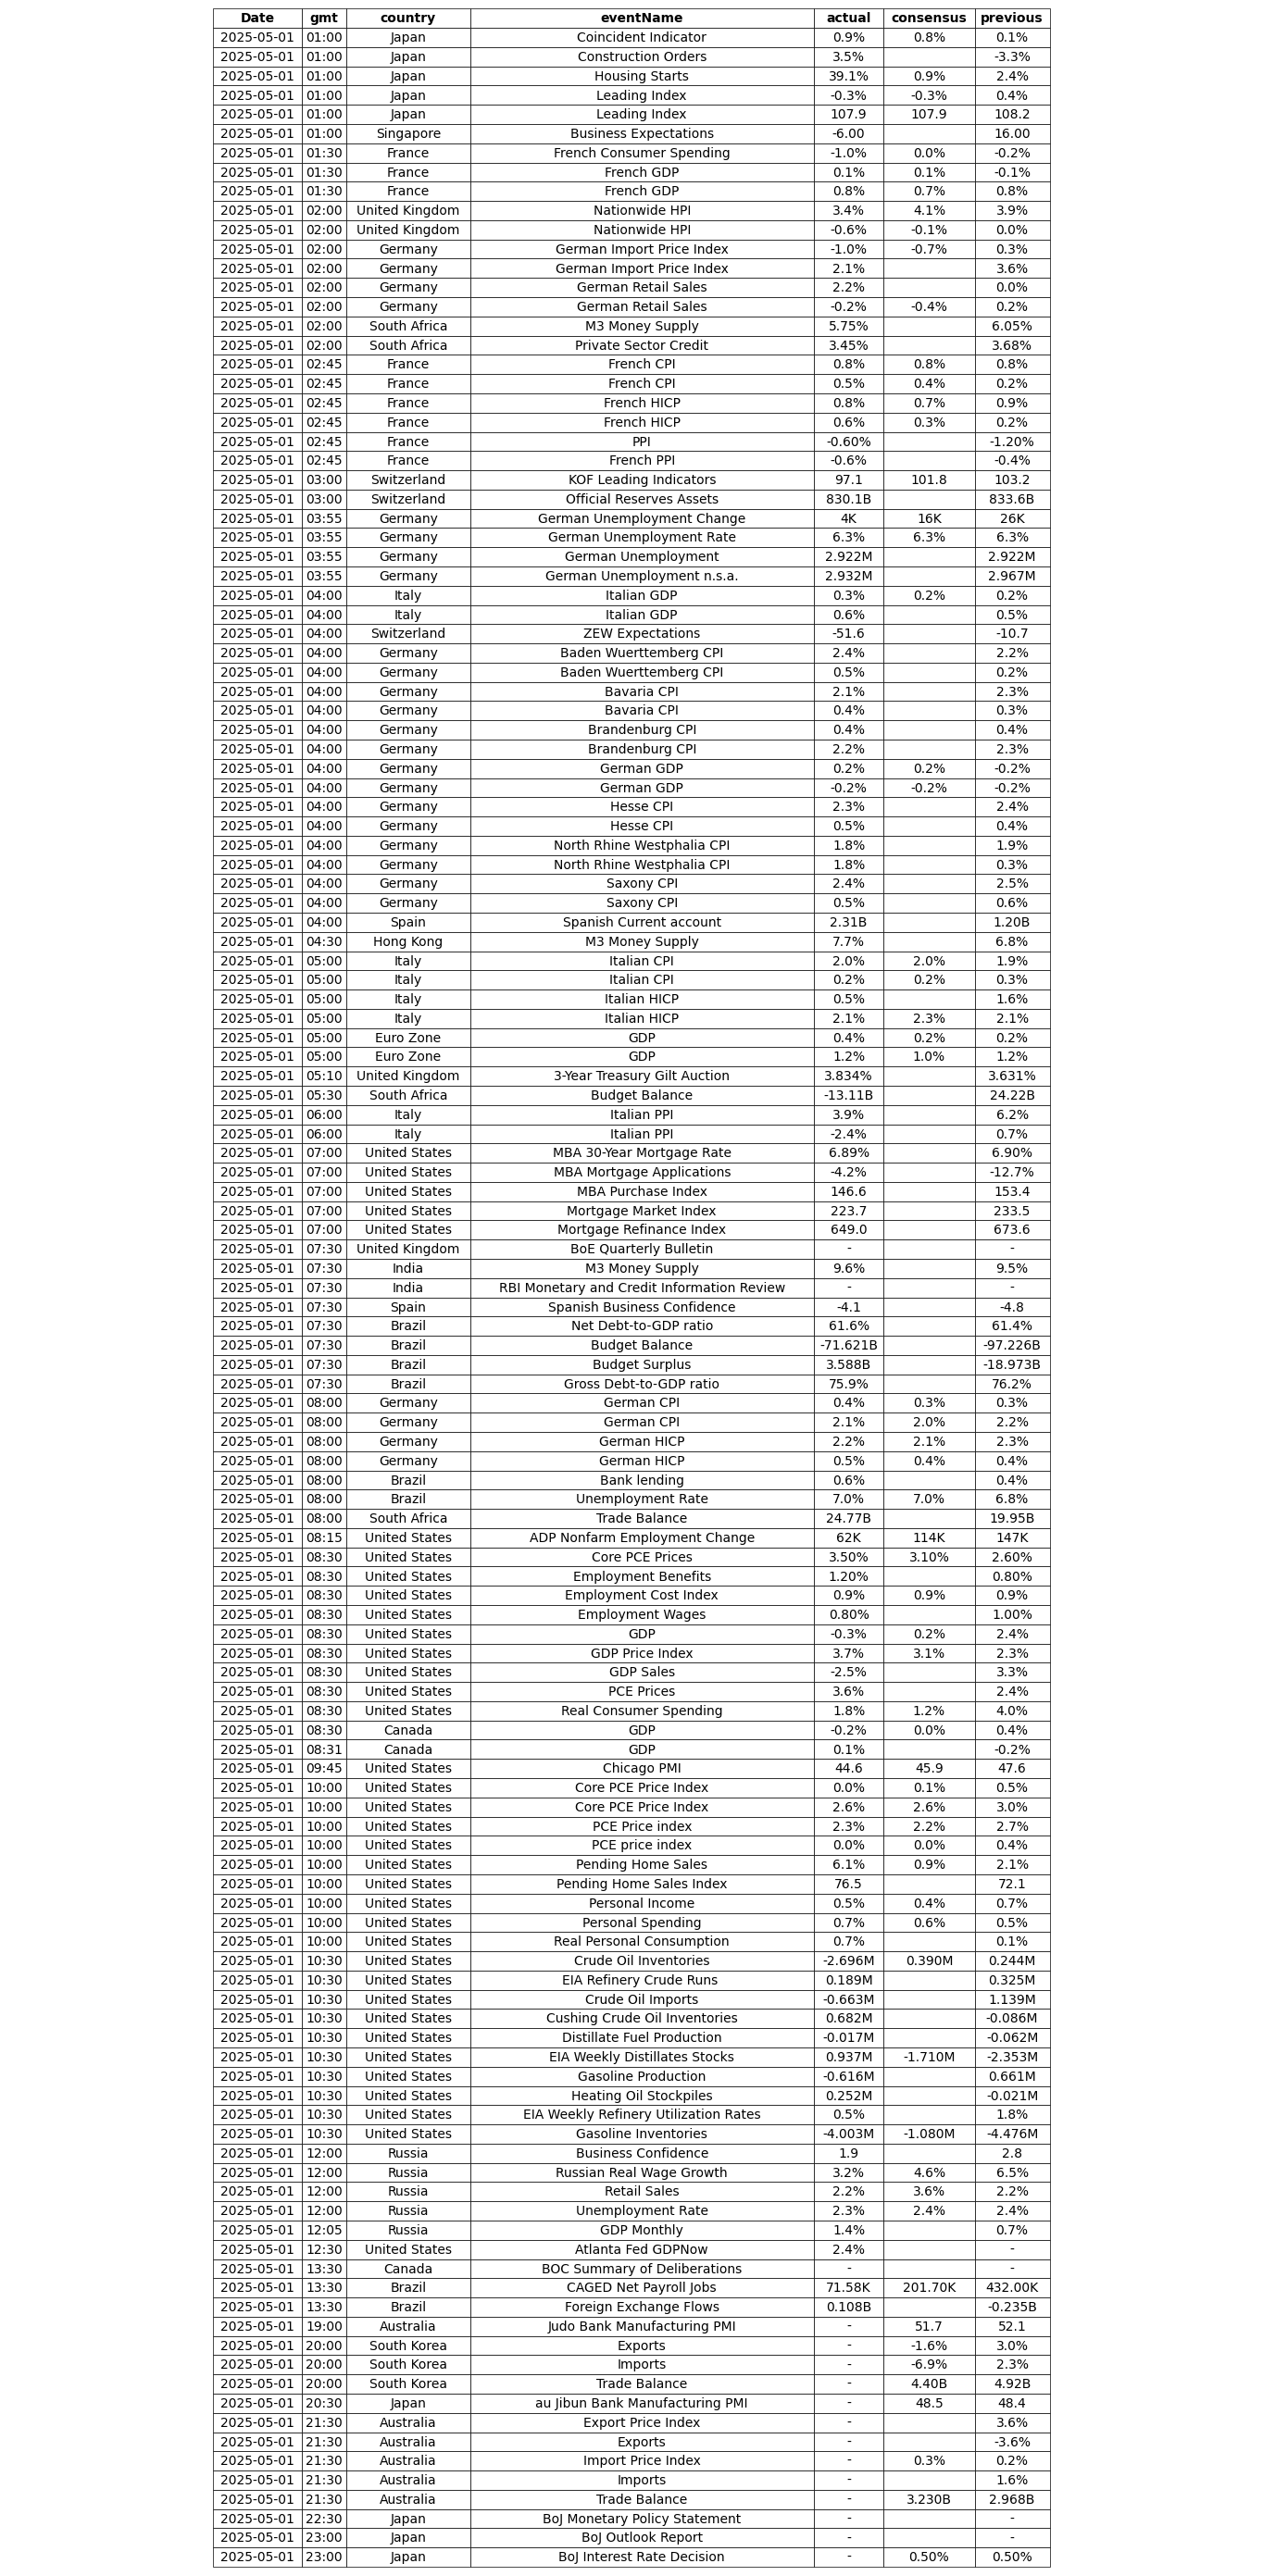 Date gmt country eventName actual consensus previous
2025-05-01 01:00 Japan Coincident Indicator 0.9% 0.8% 0.1%
2025-05-01 01:00 Japan Construction Orders 3.5% -3.3%
2025-05-01 01:00 Japan Housing Starts 39.1% 0.9% 2.4%
2025-05-01 01:00 Japan Leading Index -0.3% -0.3% 0.4%
2025-05-01 01:00 Japan Leading Index 107.9 107.9 108.2
2025-05-01 01:00 Singapore Business Expectations -6.00 16.00
2025-05-01 01:30 France French Consumer Spending -1.0% 0.0% -0.2%
2025-05-01 01:30 France French GDP 0.1% 0.1% -0.1%
2025-05-01 01:30 France French GDP 0.8% 0.7% 0.8%
2025-05-01 02:00 United Kingdom Nationwide HPI 3.4% 4.1% 3.9%
2025-05-01 02:00 United Kingdom Nationwide HPI -0.6% -0.1% 0.0%
2025-05-01 02:00 Germany German Import Price Index -1.0% -0.7% 0.3%
2025-05-01 02:00 Germany German Import Price Index 2.1% 3.6%
2025-05-01 02:00 Germany German Retail Sales 2.2% 0.0%
2025-05-01 02:00 Germany German Retail Sales -0.2% -0.4% 0.2%
2025-05-01 02:00 South Africa M3 Money Supply 5.75% 6.05%
2025-05-01 02:00 South Africa Private Sector Credit 3.45% 3.68%
2025-05-01 02:45 France French CPI 0.8% 0.8% 0.8%
2025-05-01 02:45 France French CPI 0.5% 0.4% 0.2%
2025-05-01 02:45 France French HICP 0.8% 0.7% 0.9%
2025-05-01 02:45 France French HICP 0.6% 0.3% 0.2%
2025-05-01 02:45 France PPI -0.60% -1.20%
2025-05-01 02:45 France French PPI -0.6% -0.4%
2025-05-01 03:00 Switzerland KOF Leading Indicators 97.1 101.8 103.2
2025-05-01 03:00 Switzerland Official Reserves Assets 830.1B 833.6B
2025-05-01 03:55 Germany German Unemployment Change 4K 16K 26K
2025-05-01 03:55 Germany German Unemployment Rate 6.3% 6.3% 6.3%
2025-05-01 03:55 Germany German Unemployment 2.922M 2.922M
2025-05-01 03:55 Germany German Unemployment n.s.a. 2.932M 2.967M
2025-05-01 04:00 Italy Italian GDP 0.3% 0.2% 0.2%
2025-05-01 04:00 Italy Italian GDP 0.6% 0.5%
2025-05-01 04:00 Switzerland ZEW Expectations -51.6 -10.7
2025-05-01 04:00 Germany Baden Wuerttemberg CPI 2.4% 2.2%
2025-05-01 04:00 Germany Baden Wuerttemberg CPI 0.5% 0.2%
2025-05-01 04:00 Germany Bavaria CPI 2.1% 2.3%
2025-05-01 04:00 Germany Bavaria CPI 0.4% 0.3%
2025-05-01 04:00 Germany Brandenburg CPI 0.4% 0.4%
2025-05-01 04:00 Germany Brandenburg CPI 2.2% 2.3%
2025-05-01 04:00 Germany German GDP 0.2% 0.2% -0.2%
2025-05-01 04:00 Germany German GDP -0.2% -0.2% -0.2%
2025-05-01 04:00 Germany Hesse CPI 2.3% 2.4%
2025-05-01 04:00 Germany Hesse CPI 0.5% 0.4%
2025-05-01 04:00 Germany North Rhine Westphalia CPI 1.8% 1.9%
2025-05-01 04:00 Germany North Rhine Westphalia CPI 1.8% 0.3%
2025-05-01 04:00 Germany Saxony CPI 2.4% 2.5%
2025-05-01 04:00 Germany Saxony CPI 0.5% 0.6%
2025-05-01 04:00 Spain Spanish Current account 2.31B 1.20B
2025-05-01 04:30 Hong Kong M3 Money Supply 7.7% 6.8%
2025-05-01 05:00 Italy Italian CPI 2.0% 2.0% 1.9%
2025-05-01 05:00 Italy Italian CPI 0.2% 0.2% 0.3%
2025-05-01 05:00 Italy Italian HICP 0.5% 1.6%
2025-05-01 05:00 Italy Italian HICP 2.1% 2.3% 2.1%
2025-05-01 05:00 Euro Zone GDP 0.4% 0.2% 0.2%
2025-05-01 05:00 Euro Zone GDP 1.2% 1.0% 1.2%
2025-05-01 05:10 United Kingdom 3-Year Treasury Gilt Auction 3.834% 3.631%
2025-05-01 05:30 South Africa Budget Balance -13.11B 24.22B
2025-05-01 06:00 Italy Italian PPI 3.9% 6.2%
2025-05-01 06:00 Italy Italian PPI -2.4% 0.7%
2025-05-01 07:00 United States MBA 30-Year Mortgage Rate 6.89% 6.90%
2025-05-01 07:00 United States MBA Mortgage Applications -4.2% -12.7%
2025-05-01 07:00 United States MBA Purchase Index 146.6 153.4
2025-05-01 07:00 United States Mortgage Market Index 223.7 233.5
2025-05-01 07:00 United States Mortgage Refinance Index 649.0 673.6
2025-05-01 07:30 United Kingdom BoE Quarterly Bulletin - -
2025-05-01 07:30 India M3 Money Supply 9.6% 9.5%
2025-05-01 07:30 India RBI Monetary and Credit Information Review - -
2025-05-01 07:30 Spain Spanish Business Confidence -4.1 -4.8
2025-05-01 07:30 Brazil Net Debt-to-GDP ratio 61.6% 61.4%
2025-05-01 07:30 Brazil Budget Balance -71.621B -97.226B
2025-05-01 07:30 Brazil Budget Surplus 3.588B -18.973B
2025-05-01 07:30 Brazil Gross Debt-to-GDP ratio 75.9% 76.2%
2025-05-01 08:00 Germany German CPI 0.4% 0.3% 0.3%
2025-05-01 08:00 Germany German CPI 2.1% 2.0% 2.2%
2025-05-01 08:00 Germany German HICP 2.2% 2.1% 2.3%
2025-05-01 08:00 Germany German HICP 0.5% 0.4% 0.4%
2025-05-01 08:00 Brazil Bank lending 0.6% 0.4%
2025-05-01 08:00 Brazil Unemployment Rate 7.0% 7.0% 6.8%
2025-05-01 08:00 South Africa Trade Balance 24.77B 19.95B
2025-05-01 08:15 United States ADP Nonfarm Employment Change 62K 114K 147K
2025-05-01 08:30 United States Core PCE Prices 3.50% 3.10% 2.60%
2025-05-01 08:30 United States Employment Benefits 1.20% 0.80%
2025-05-01 08:30 United States Employment Cost Index 0.9% 0.9% 0.9%
2025-05-01 08:30 United States Employment Wages 0.80% 1.00%
2025-05-01 08:30 United States GDP -0.3% 0.2% 2.4%
2025-05-01 08:30 United States GDP Price Index 3.7% 3.1% 2.3%
2025-05-01 08:30 United States GDP Sales -2.5% 3.3%
2025-05-01 08:30 United States PCE Prices 3.6% 2.4%
2025-05-01 08:30 United States Real Consumer Spending 1.8% 1.2% 4.0%
2025-05-01 08:30 Canada GDP -0.2% 0.0% 0.4%
2025-05-01 08:31 Canada GDP 0.1% -0.2%
2025-05-01 09:45 United States Chicago PMI 44.6 45.9 47.6
2025-05-01 10:00 United States Core PCE Price Index 0.0% 0.1% 0.5%
2025-05-01 10:00 United States Core PCE Price Index 2.6% 2.6% 3.0%
2025-05-01 10:00 United States PCE Price index 2.3% 2.2% 2.7%
2025-05-01 10:00 United States PCE price index 0.0% 0.0% 0.4%
2025-05-01 10:00 United States Pending Home Sales 6.1% 0.9% 2.1%
2025-05-01 10:00 United States Pending Home Sales Index 76.5 72.1
2025-05-01 10:00 United States Personal Income 0.5% 0.4% 0.7%
2025-05-01 10:00 United States Personal Spending 0.7% 0.6% 0.5%
2025-05-01 10:00 United States Real Personal Consumption 0.7% 0.1%
2025-05-01 10:30 United States Crude Oil Inventories -2.696M 0.390M 0.244M
2025-05-01 10:30 United States EIA Refinery Crude Runs 0.189M 0.325M
2025-05-01 10:30 United States Crude Oil Imports -0.663M 1.139M
2025-05-01 10:30 United States Cushing Crude Oil Inventories 0.682M -0.086M
2025-05-01 10:30 United States Distillate Fuel Production -0.017M -0.062M
2025-05-01 10:30 United States EIA Weekly Distillates Stocks 0.937M -1.710M -2.353M
2025-05-01 10:30 United States Gasoline Production -0.616M 0.661M
2025-05-01 10:30 United States Heating Oil Stockpiles 0.252M -0.021M
2025-05-01 10:30 United States EIA Weekly Refinery Utilization Rates 0.5% 1.8%
2025-05-01 10:30 United States Gasoline Inventories -4.003M -1.080M -4.476M
2025-05-01 12:00 Russia Business Confidence 1.9 2.8
2025-05-01 12:00 Russia Russian Real Wage Growth 3.2% 4.6% 6.5%
2025-05-01 12:00 Russia Retail Sales 2.2% 3.6% 2.2%
2025-05-01 12:00 Russia Unemployment Rate 2.3% 2.4% 2.4%
2025-05-01 12:05 Russia GDP Monthly 1.4% 0.7%
2025-05-01 12:30 United States Atlanta Fed GDPNow 2.4% -
2025-05-01 13:30 Canada BOC Summary of Deliberations - -
2025-05-01 13:30 Brazil CAGED Net Payroll Jobs 71.58K 201.70K 432.00K
2025-05-01 13:30 Brazil Foreign Exchange Flows 0.108B -0.235B
2025-05-01 19:00 Australia Judo Bank Manufacturing PMI - 51.7 52.1
2025-05-01 20:00 South Korea Exports - -1.6% 3.0%
2025-05-01 20:00 South Korea Imports - -6.9% 2.3%
2025-05-01 20:00 South Korea Trade Balance - 4.40B 4.92B
2025-05-01 20:30 Japan au Jibun Bank Manufacturing PMI - 48.5 48.4
2025-05-01 21:30 Australia Export Price Index - 3.6%
2025-05-01 21:30 Australia Exports - -3.6%
2025-05-01 21:30 Australia Import Price Index - 0.3% 0.2%
2025-05-01 21:30 Australia Imports - 1.6%
2025-05-01 21:30 Australia Trade Balance - 3.230B 2.968B
2025-05-01 22:30 Japan BoJ Monetary Policy Statement - -
2025-05-01 23:00 Japan BoJ Outlook Report - -
2025-05-01 23:00 Japan BoJ Interest Rate Decision - 0.50% 0.50%